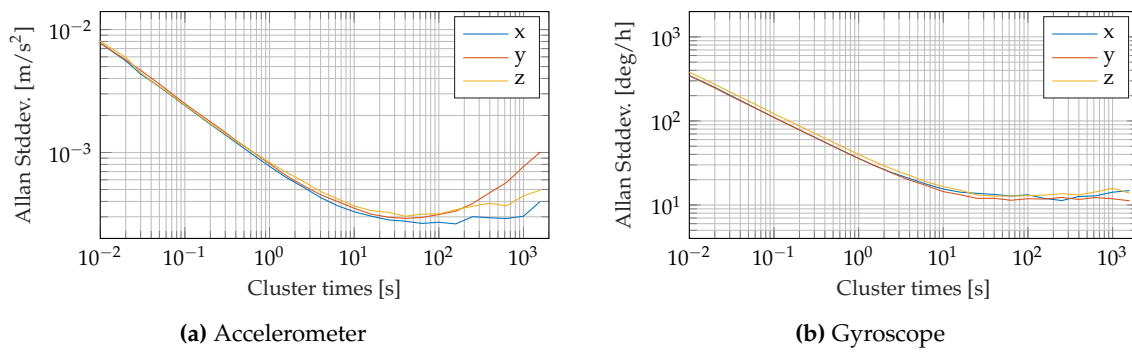 10⁻²
10⁻³
Allan Stddev. [m/s²]
x
y
z
10⁻² 10⁻¹ 10⁰ 10¹ 10² 10³
Cluster times [s]
(a) Accelerometer
10³
10²
10¹
Allan Stddev. [deg/h]
x
y
z
10⁻² 10⁻¹ 10⁰ 10¹ 10² 10³
Cluster times [s]
(b) Gyroscope